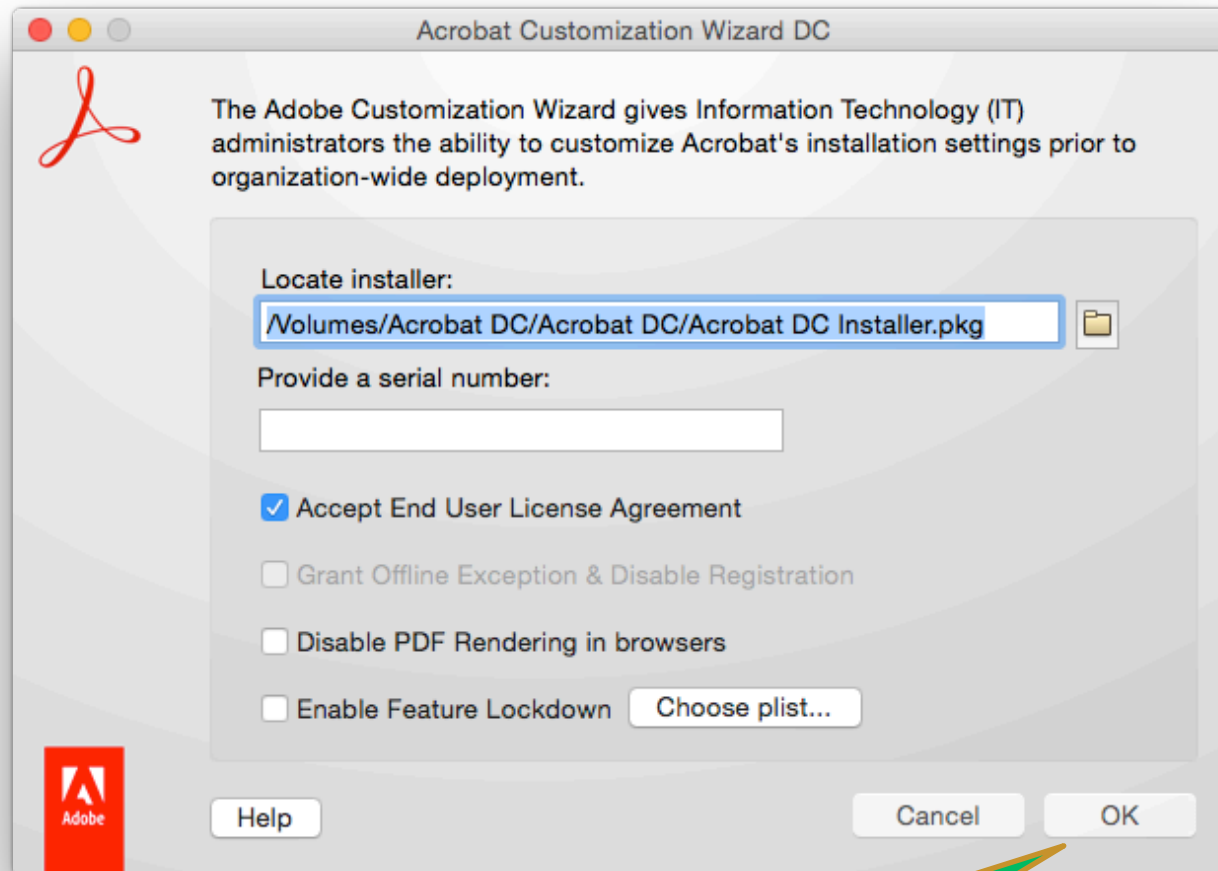 Acrobat Customization Wizard DC
The Adobe Customization Wizard gives Information Technology (IT)
administrators the ability to customize Acrobat's installation settings prior to
organization-wide deployment.
Locate installer:
/Volumes/Acrobat DC/Acrobat DC/Acrobat DC Installer.pkg
Provide a serial number:
Accept End User License Agreement
Grant Offline Exception & Disable Registration
Disable PDF Rendering in browsers
Enable Feature Lockdown Choose plist...
Adobe
Help Cancel OK